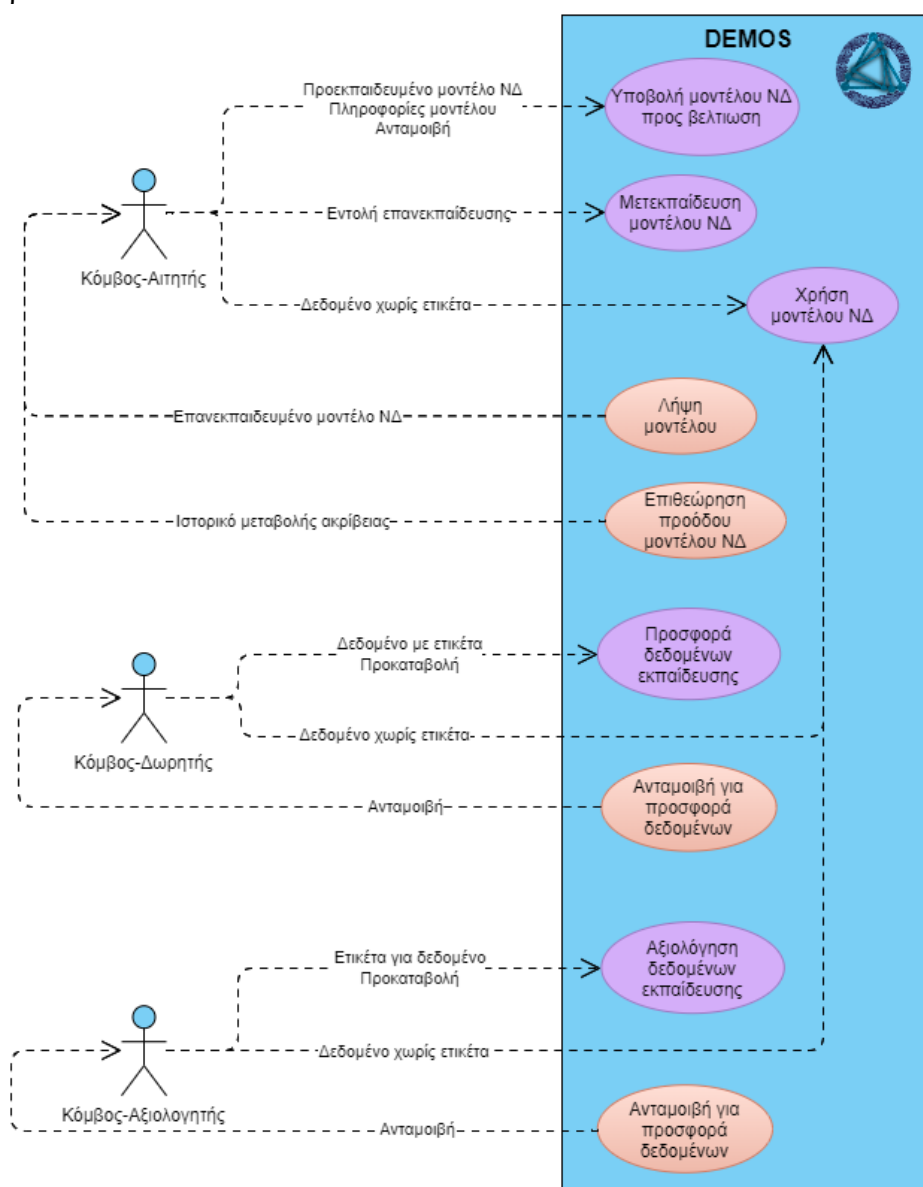 DEMOS
Προεκπαιδευμένο μοντέλο ΝΔ
Πληροφορίες μοντέλου
Ανταμοιβή
Υποβολή μοντέλου ΝΔ
προς βελτιωση
Εντολή επανεκπαίδευσης
Μετεκπαίδευση
μοντέλου ΝΔ
Κόμβος-Αιτητής
Δεδομένο χωρίς ετικέτα
Χρήση
μοντέλου ΝΔ
Επανεκπαιδευμένο μοντέλο ΝΔ
Λήψη
μοντέλου
Ιστορικό μεταβολής ακρίβειας
Επιθεώρηση
προόδου
μοντέλου ΝΔ
Δεδομένο με ετικέτα
Προκαταβολή
Προσφορά
δεδομένων
εκπαίδευσης
Κόμβος-Δωρητής
Δεδομένο χωρίς ετικέτα
Ανταμοιβή
Ανταμοιβή για
προσφορά
δεδομένων
Ετικέτα για δεδομένο
Προκαταβολή
Αξιολόγηση
δεδομένων
εκπαίδευσης
Δεδομένο χωρίς ετικέτα
Κόμβος-Αξιολογητής
Ανταμοιβή
Ανταμοιβή για
προσφορά
δεδομένων